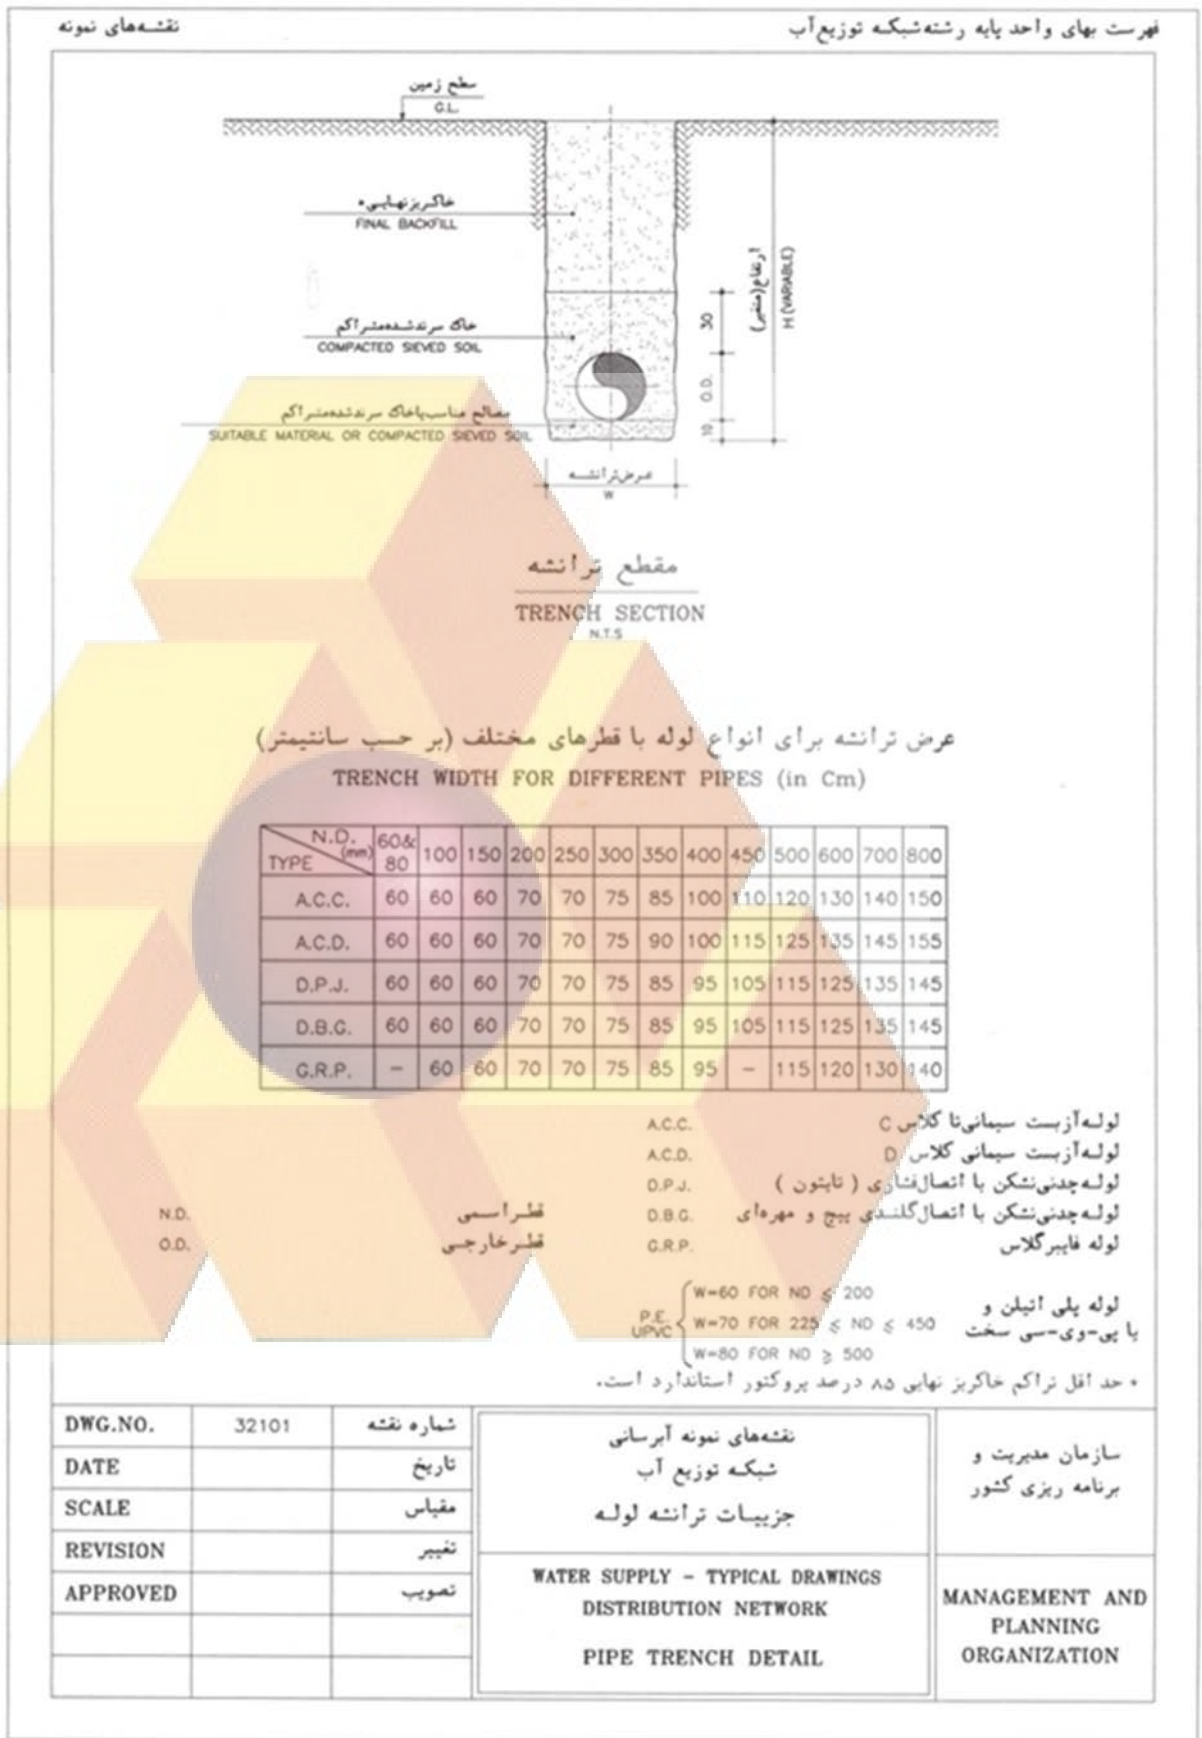 فهرست بهای واحد پایه رشته شبکه توزیع آب
نقشه‌های نمونه
سطح زمین
G.L.
خاکریز نهایی*
FINAL BACKFILL
خاک سرند شده متراکم
COMPACTED SIEVED SOIL
مصالح مناسب یا خاک سرند شده متراکم
SUITABLE MATERIAL OR COMPACTED SIEVED SOIL
30
O.D.
10
ارتفاع (متغیر)
H (VARIABLE)
عرض ترانشه
W
مقطع ترانشه
TRENCH SECTION
N.T.S
عرض ترانشه برای انواع لوله با قطرهای مختلف (بر حسب سانتیمتر)
TRENCH WIDTH FOR DIFFERENT PIPES (in Cm)
TYPE N.D. (mm) 60& 80 100 150 200 250 300 350 400 450 500 600 700 800
A.C.C. 60 60 60 70 70 75 85 100 110 120 130 140 150
A.C.D. 60 60 60 70 70 75 90 100 115 125 135 145 155
D.P.J. 60 60 60 70 70 75 85 95 105 115 125 135 145
D.B.G. 60 60 60 70 70 75 85 95 105 115 125 135 145
G.R.P. - 60 60 70 70 75 85 95 - 115 120 130 140
لوله آزبست سیمانی تا کلاس C A.C.C.
لوله آزبست سیمانی کلاس D A.C.D.
لوله چدنی نشکن با اتصال فشاری ( تایتون ) D.P.J.
لوله چدنی نشکن با اتصال گلندی پیچ و مهره‌ای D.B.G. قطر اسمی N.D.
لوله فایبرگلاس G.R.P. قطر خارجی O.D.
لوله پلی اتیلن و
یا پی-وی-سی سخت
P.E.
UPVC
W=60 FOR ND ⩽ 200
W=70 FOR 225 ⩽ ND ⩽ 450
W=80 FOR ND ⩾ 500
* حد اقل تراکم خاکریز نهایی ۸۵ درصد پروکتور استاندارد است.
سازمان مدیریت و
برنامه ریزی کشور
MANAGEMENT AND
PLANNING
ORGANIZATION
نقشه‌های نمونه آبرسانی
شبکه توزیع آب
جزییات ترانشه لوله
WATER SUPPLY - TYPICAL DRAWINGS
DISTRIBUTION NETWORK
PIPE TRENCH DETAIL
DWG.NO. 32101 شماره نقشه
DATE تاریخ
SCALE مقیاس
REVISION تغییر
APPROVED تصویب